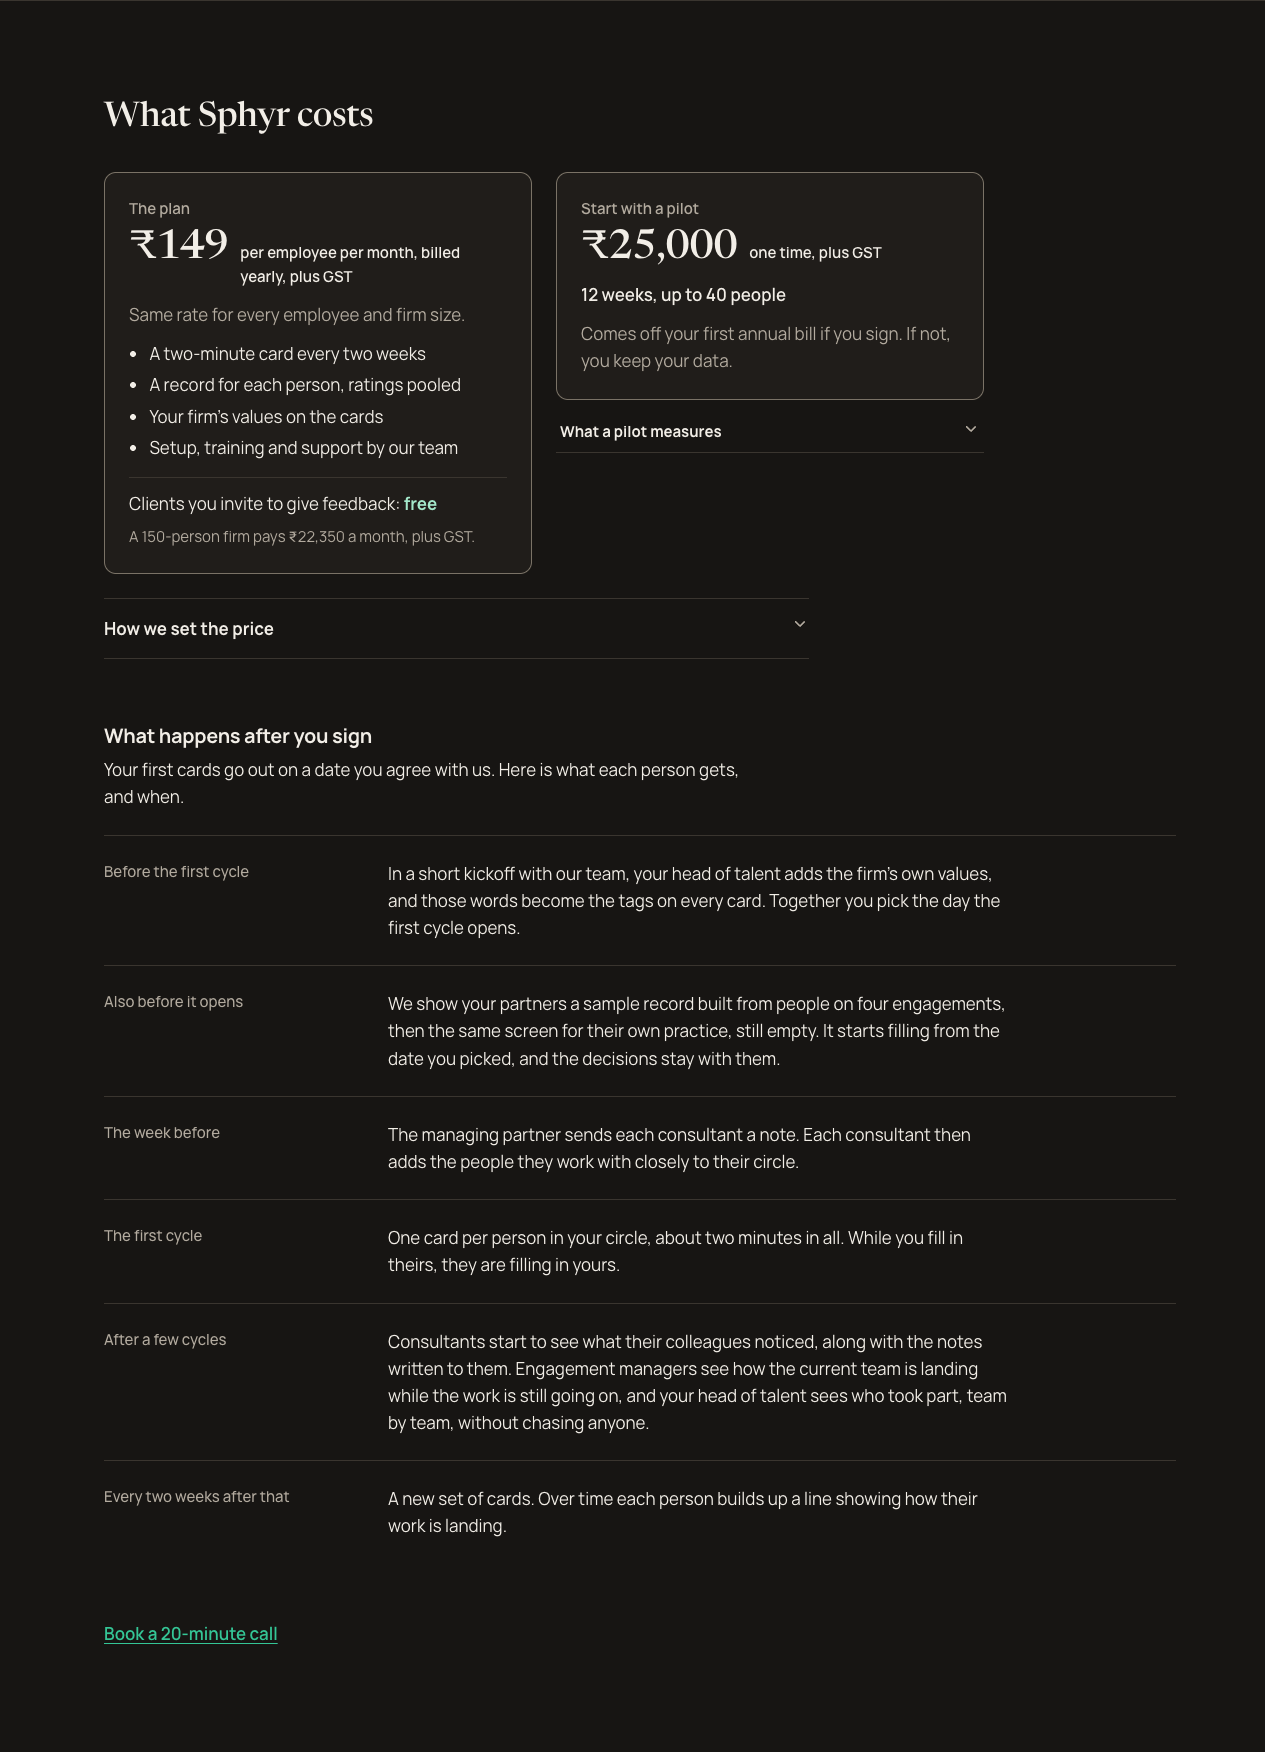 What Sphyr costs
The plan
₹149 per employee per month, billed
yearly, plus GST
Same rate for every employee and firm size.
• A two-minute card every two weeks
• A record for each person, ratings pooled
• Your firm's values on the cards
• Setup, training and support by our team
Clients you invite to give feedback: free
A 150-person firm pays ₹22,350 a month, plus GST.
Start with a pilot
₹25,000 one time, plus GST
12 weeks, up to 40 people
Comes off your first annual bill if you sign. If not,
you keep your data.
What a pilot measures
How we set the price
What happens after you sign
Your first cards go out on a date you agree with us. Here is what each person gets,
and when.
Before the first cycle
In a short kickoff with our team, your head of talent adds the firm's own values,
and those words become the tags on every card. Together you pick the day the
first cycle opens.
Also before it opens
We show your partners a sample record built from people on four engagements,
then the same screen for their own practice, still empty. It starts filling from the
date you picked, and the decisions stay with them.
The week before
The managing partner sends each consultant a note. Each consultant then
adds the people they work with closely to their circle.
The first cycle
One card per person in your circle, about two minutes in all. While you fill in
theirs, they are filling in yours.
After a few cycles
Consultants start to see what their colleagues noticed, along with the notes
written to them. Engagement managers see how the current team is landing
while the work is still going on, and your head of talent sees who took part, team
by team, without chasing anyone.
Every two weeks after that
A new set of cards. Over time each person builds up a line showing how their
work is landing.
Book a 20-minute call